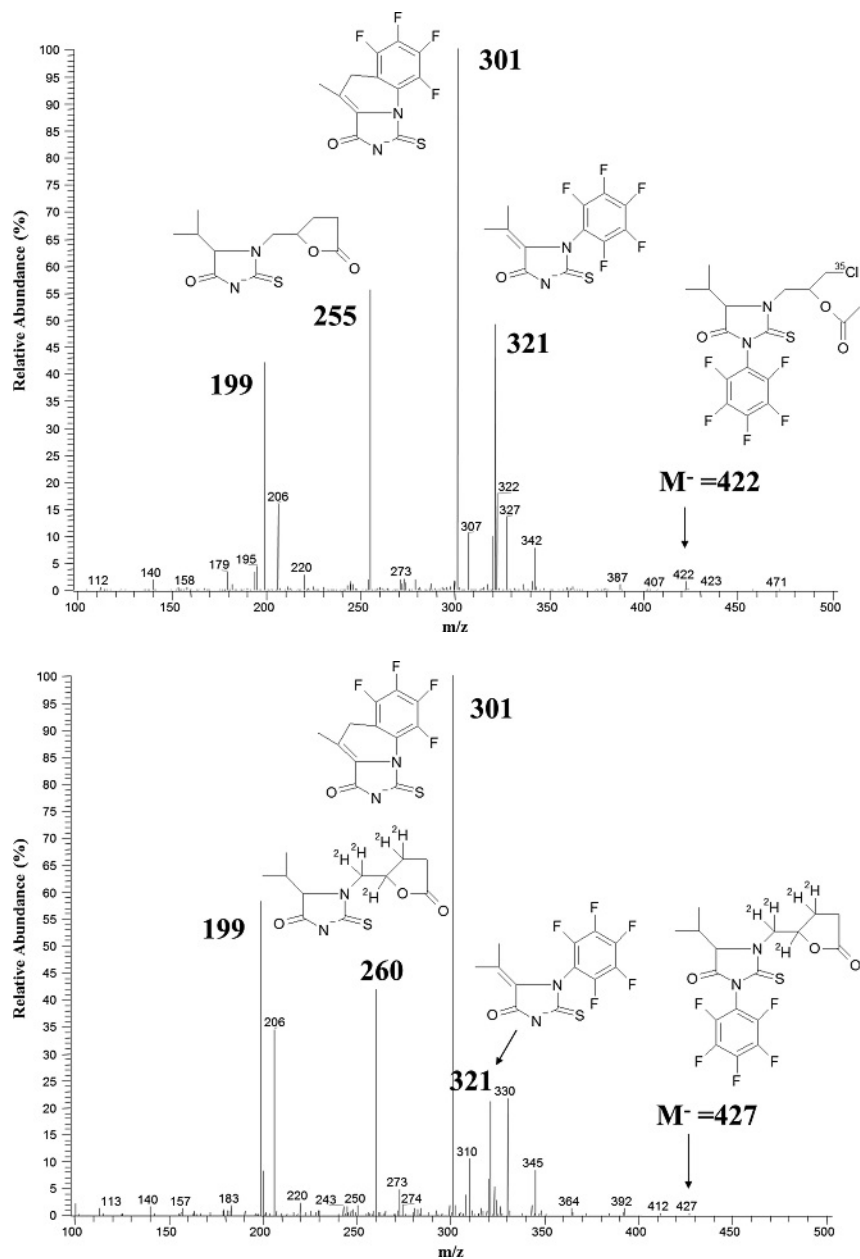 Relative Abundance (%)
100
95
90
85
80
75
70
65
60
55
50
45
40
35
30
25
20
15
10
5
0
F
F
F
F
N
O
N
-
S
301
N
O
O
O
N
-
S
255
199
206
F
F
F
F
F
N
O
N
-
S
321
322
327
307
342
35Cl
N
O
O
O
S
N
F
F
F
F
F
M- =422
112
140
158
179
195
220
273
387
407
422
423
471
100
150
200
250
300
350
400
450
500
m/z
Relative Abundance (%)
100
95
90
85
80
75
70
65
60
55
50
45
40
35
30
25
20
15
10
5
0
F
F
F
F
N
O
N
-
S
301
2H
2H
2H
2H
2H
N
O
O
O
N
-
S
199
206
260
F
F
F
F
F
N
O
N
-
S
321
330
310
345
2H
2H
2H
2H
2H
N
O
O
O
S
N
F
F
F
F
F
M- =427
113
140
157
183
220
243
250
273
274
364
392
412
427
100
150
200
250
300
350
400
450
500
m/z